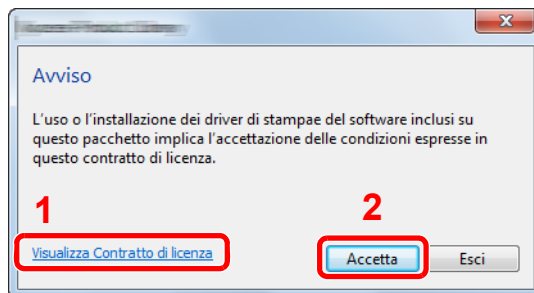 Avviso
L'uso o l'installazione dei driver di stampae del software inclusi su
questo pacchetto implica l'accettazione delle condizioni espresse in
questo contratto di licenza.
1
2
Visualizza Contratto di licenza
Accetta
Esci